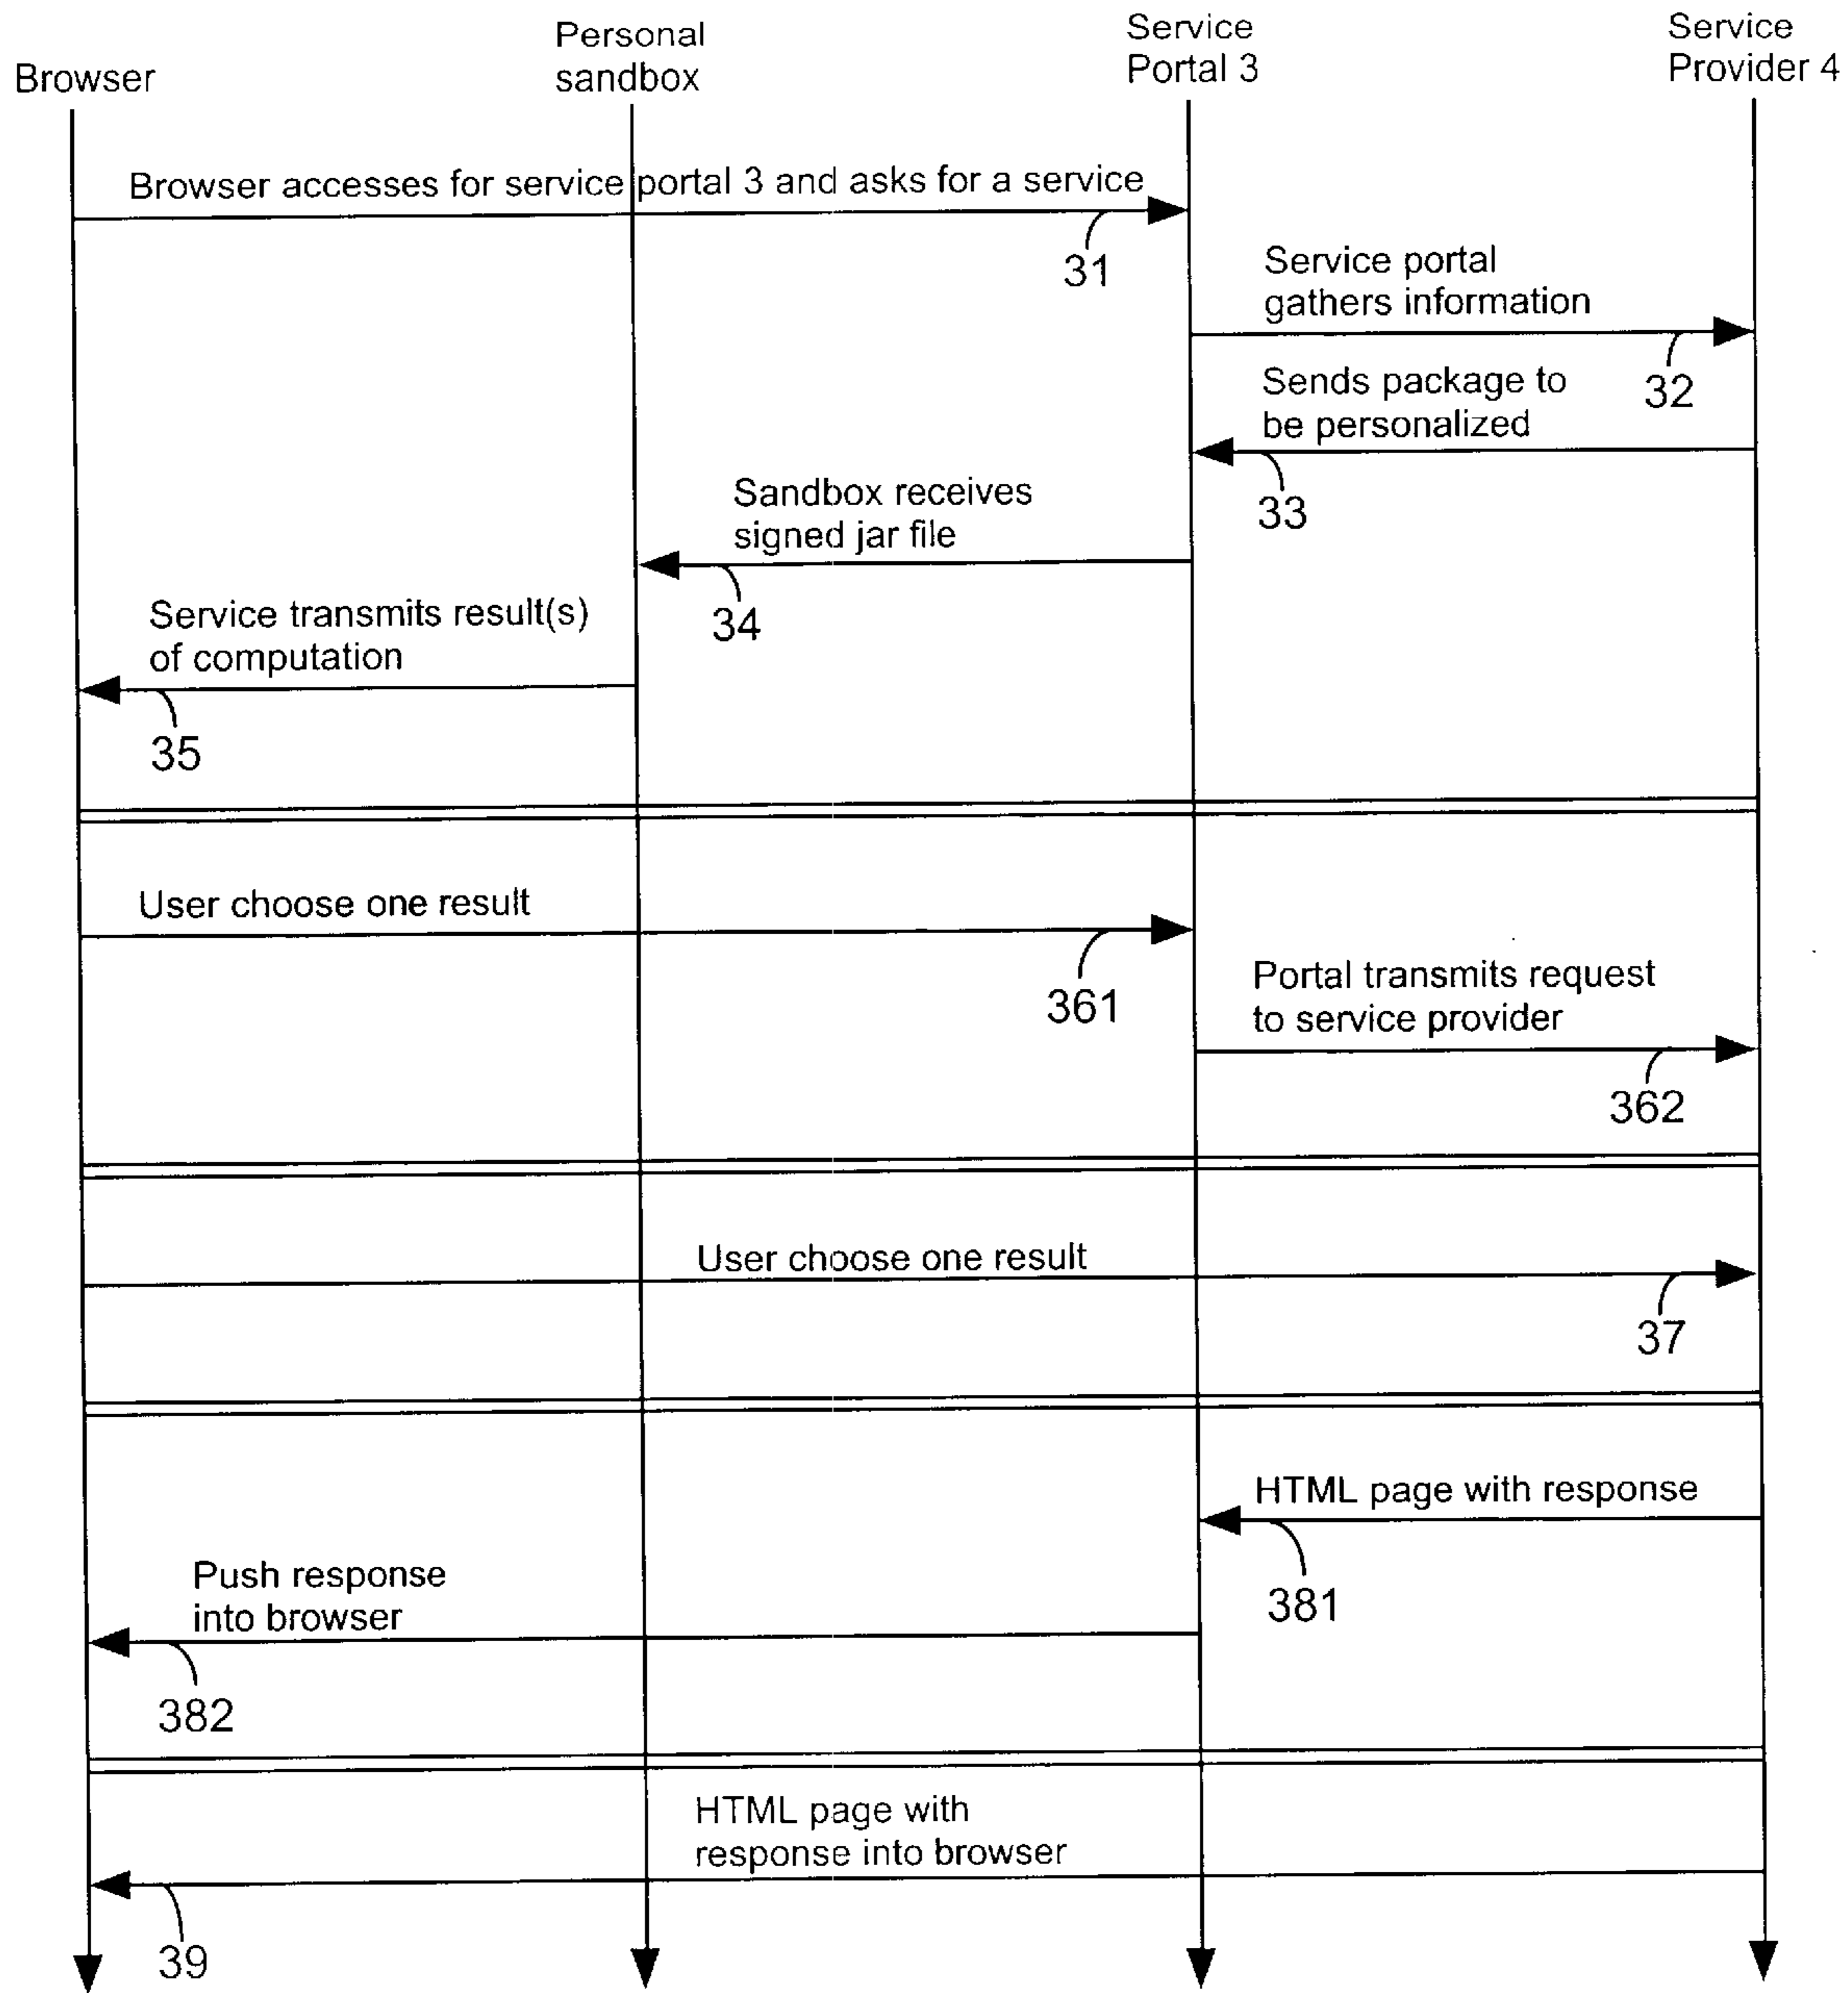 Browser
Personal
sandbox
Service
Portal 3
Service
Provider 4
Browser accesses for service portal 3 and asks for a service
31
Service portal
gathers information
32
Sends package to
be personalized
33
Sandbox receives
signed jar file
34
Service transmits result(s)
of computation
35
User choose one result
361
Portal transmits request
to service provider
362
User choose one result
37
HTML page with response
381
Push response
into browser
382
HTML page with
response into browser
39